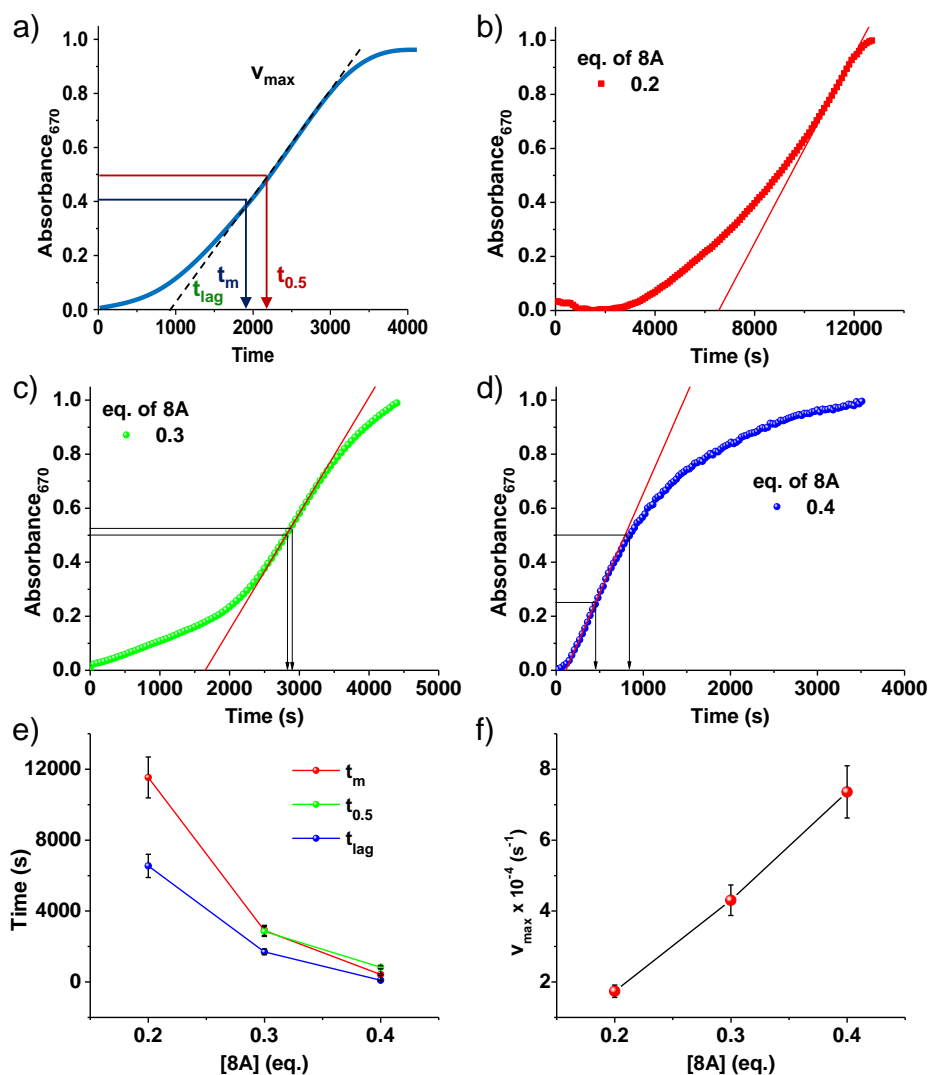 a)
Absorbance670
1.0
0.8
0.6
0.4
0.2
0.0
vmax
tlag
tm
t0.5
0 1000 2000 3000 4000
Time
b)
Absorbance670
1.0
0.8
0.6
0.4
0.2
0.0
eq. of 8A
0.2
0 4000 8000 12000
Time (s)
c)
Absorbance670
1.0
0.8
0.6
0.4
0.2
0.0
eq. of 8A
0.3
0 1000 2000 3000 4000 5000
Time (s)
d)
Absorbance670
1.0
0.8
0.6
0.4
0.2
0.0
eq. of 8A
0.4
0 1000 2000 3000 4000
Time (s)
e)
Time (s)
12000
8000
4000
0
tm
t0.5
tlag
0.2 0.3 0.4
[8A] (eq.)
f)
vmax x 10-4 (s-1)
8
6
4
2
0.2 0.3 0.4
[8A] (eq.)